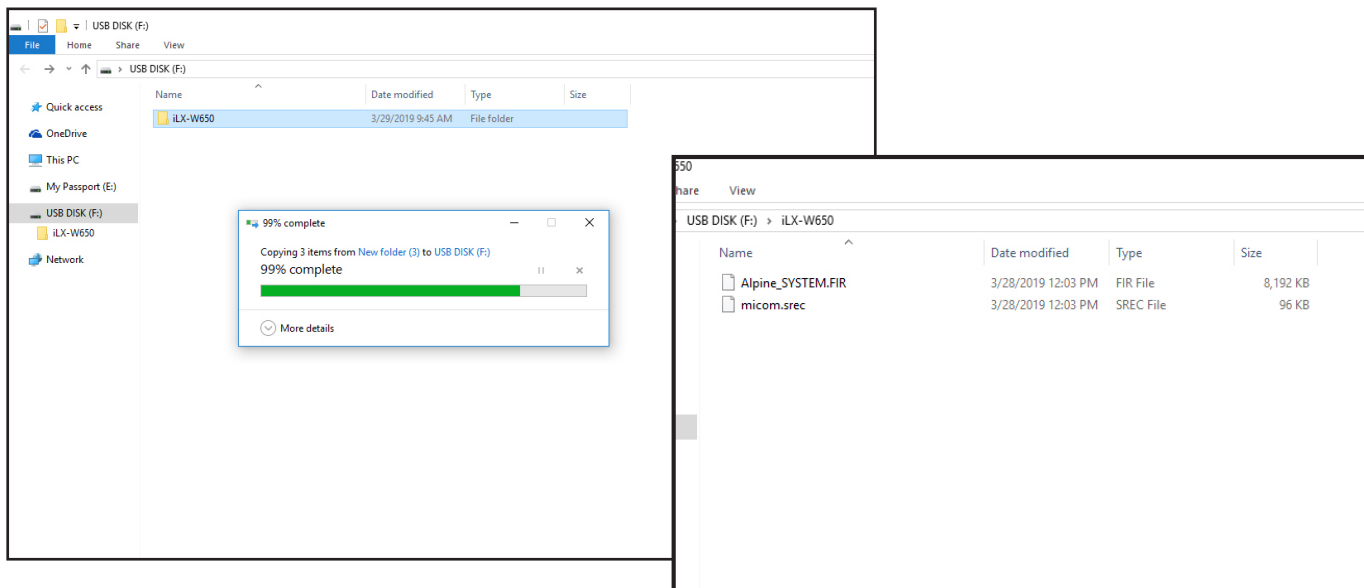 USB DISK (F:)
File Home Share View
USB DISK (F:)
Name Date modified Type Size
iLX-W650 3/29/2019 9:45 AM File folder
Quick access
OneDrive
This PC
My Passport (E:)
USB DISK (F:)
iLX-W650
Network
99% complete
Copying 3 items from New folder (3) to USB DISK (F:)
99% complete
More details
650
hare View
USB DISK (F:) > iLX-W650
Name Date modified Type Size
Alpine_SYSTEM.FIR 3/28/2019 12:03 PM FIR File 8,192 KB
micom.srec 3/28/2019 12:03 PM SREC File 96 KB